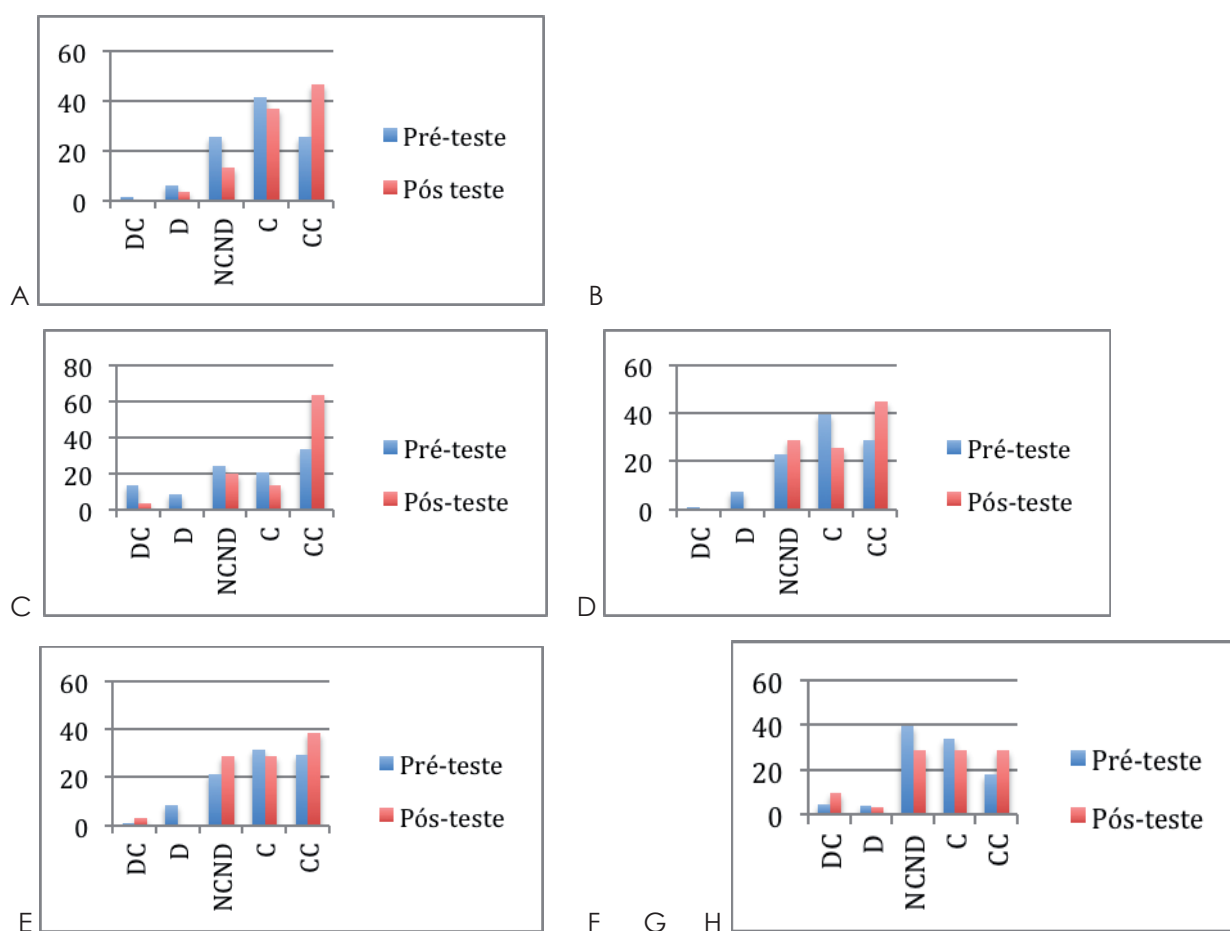 60
40
20
0
DC
D
NCND
C
CC
Pré-teste
Pós teste
A
B
80
60
40
20
0
DC
D
NCND
C
CC
Pré-teste
Pós-teste
C
60
40
20
0
DC
D
NCND
C
CC
Pré-teste
Pós-teste
D
60
40
20
0
DC
D
NCND
C
CC
Pré-teste
Pós-teste
E
60
40
20
0
DC
D
NCND
C
CC
Pré-teste
Pós-teste
F G H